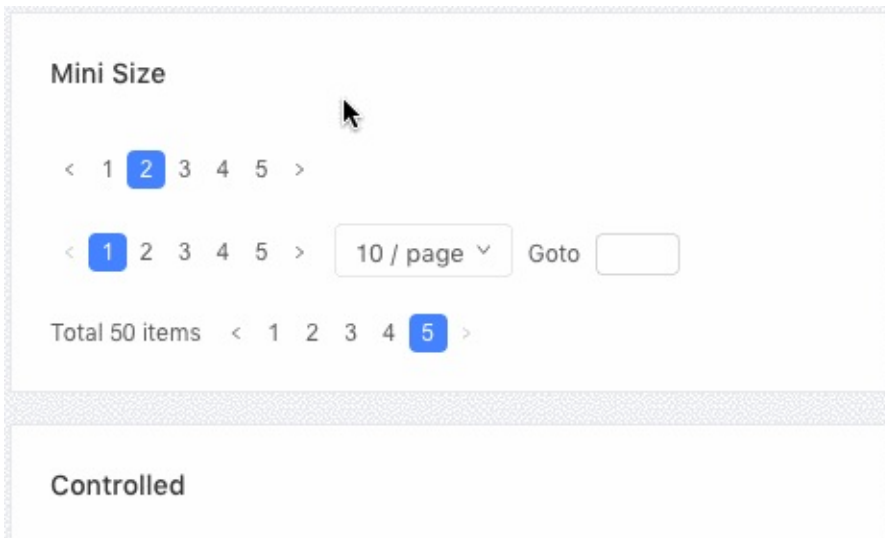 Mini Size
< 1 2 3 4 5 >
< 1 2 3 4 5 > 10 / page Goto
Total 50 items < 1 2 3 4 5 >
Controlled